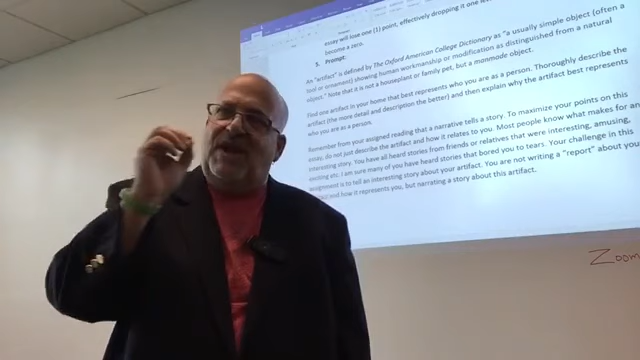 essay will lose one (1) point, effectively dropping it one
become a zero.
5. Prompt:
An "artifact" is defined by The Oxford American College Dictionary as "a usually simple object (often a
tool or ornament) showing human workmanship or modification as distinguished from a natural
object." Note that it is not a houseplant or family pet, but a manmade object.
Find one artifact in your home that best represents who you are as a person. Thoroughly describe the
artifact (the more detail and description the better) and then explain why the artifact best represents
who you are as a person.
Remember from your assigned reading that a narrative tells a story. To maximize your points on this
essay, do not just describe the artifact and how it relates to you. Most people know what makes for an
interesting story. You have all heard stories from friends or relatives that were interesting, amusing,
exciting etc. I am sure many of you have heard stories that bored you to tears. Your challenge in this
assignment is to tell an interesting story about your artifact. You are not writing a "report" about you
and how it represents you, but narrating a story about this artifact.
Zoom